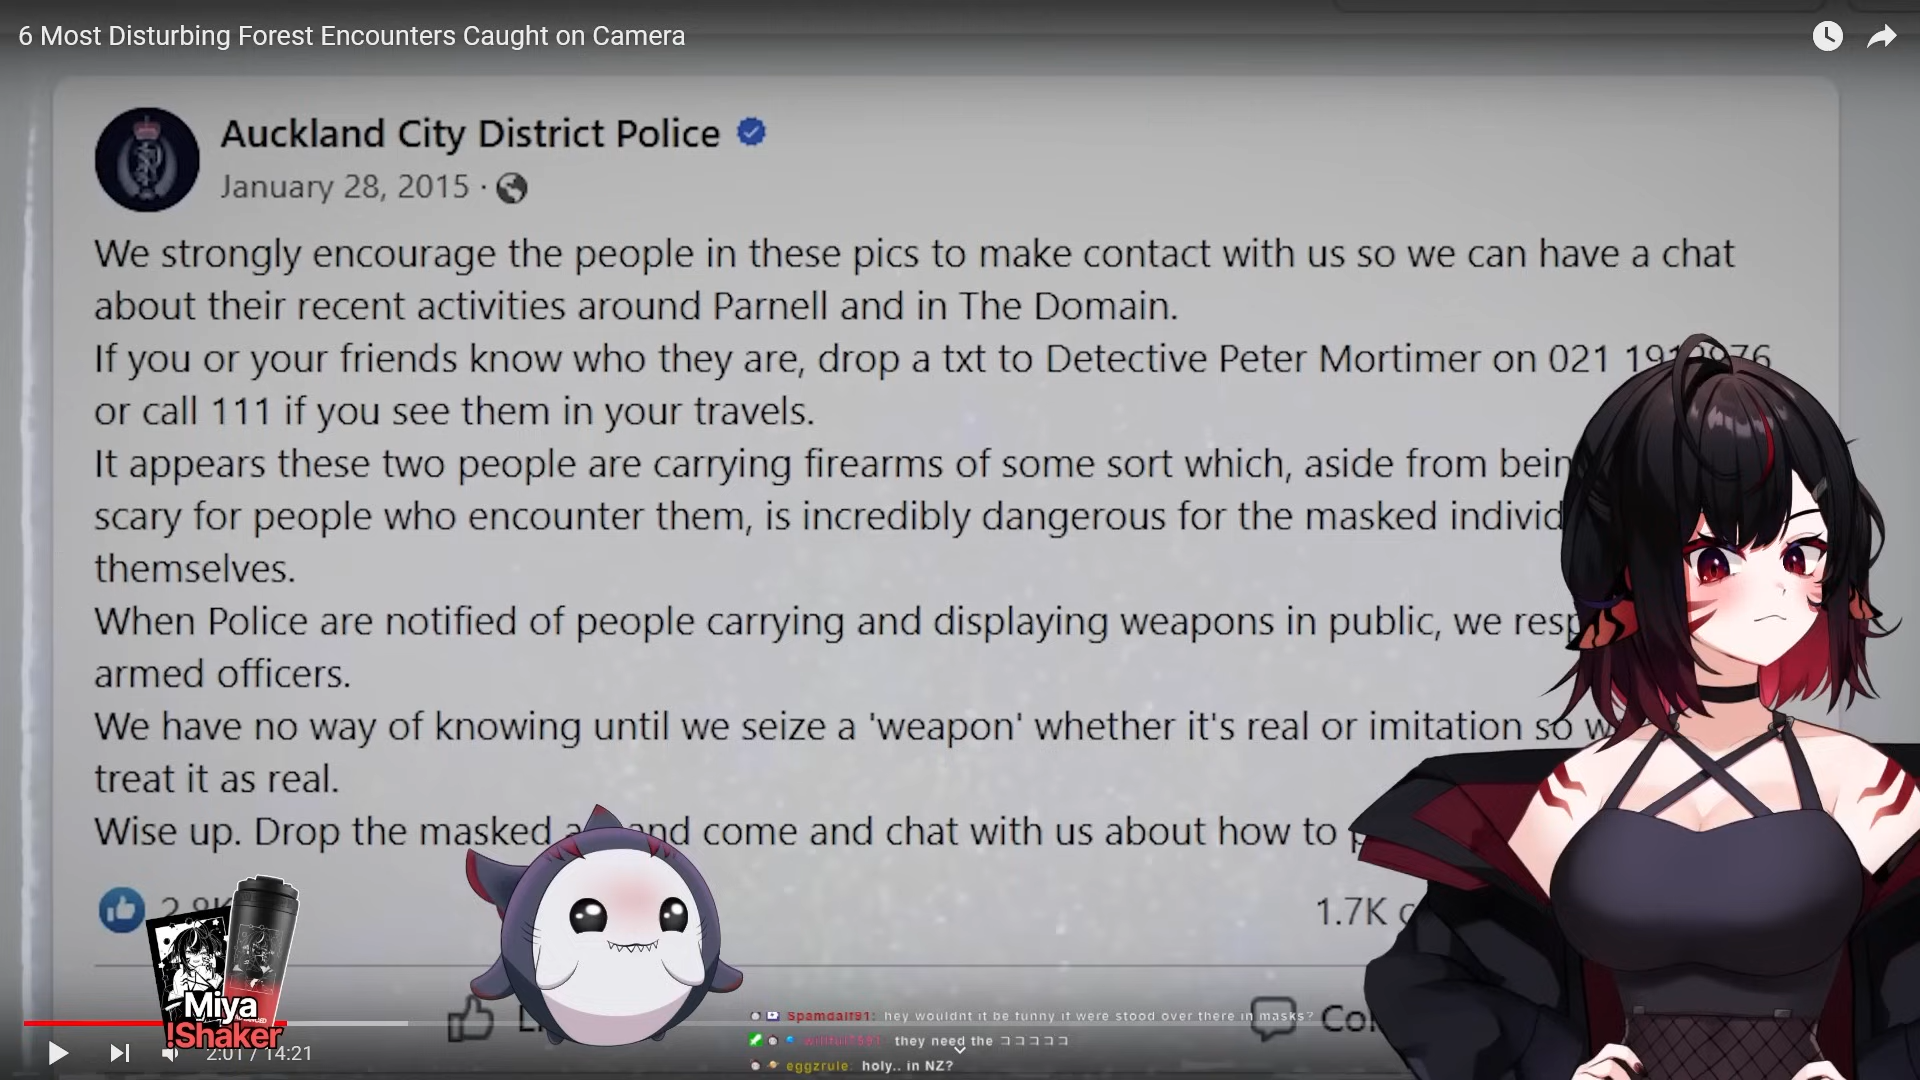 6 Most Disturbing Forest Encounters Caught on Camera
Auckland City District Police
January 28, 2015 ·
We strongly encourage the people in these pics to make contact with us so we can have a chat
about their recent activities around Parnell and in The Domain.
If you or your friends know who they are, drop a txt to Detective Peter Mortimer on 021
or call 111 if you see them in your travels.
It appears these two people are carrying firearms of some sort which, aside from
scary for people who encounter them, is incredibly dangerous for the masked
themselves.
When Police are notified of people carrying and displaying weapons in public, we
armed officers.
We have no way of knowing until we seize a 'weapon' whether it's real or imitation so
treat it as real.
Wise up. Drop the masked and come and chat with us about how to
1.7K
Miya
!Shaker
2:01 / 14:21
Spamdalf91: hey wouldnt it be funny if were stood over there in masks?
they need the ココココココ
eggzrule: holy.. in NZ?